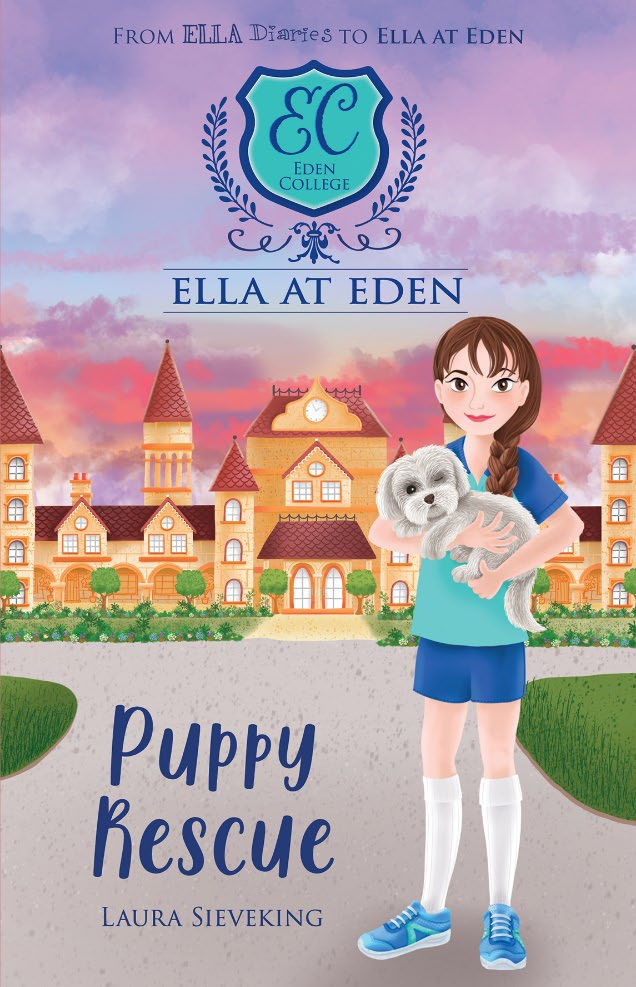 From ELLA Diaries to Ella at Eden
EC
Eden
College
Ella at Eden
Puppy
Rescue
Laura Sieveking